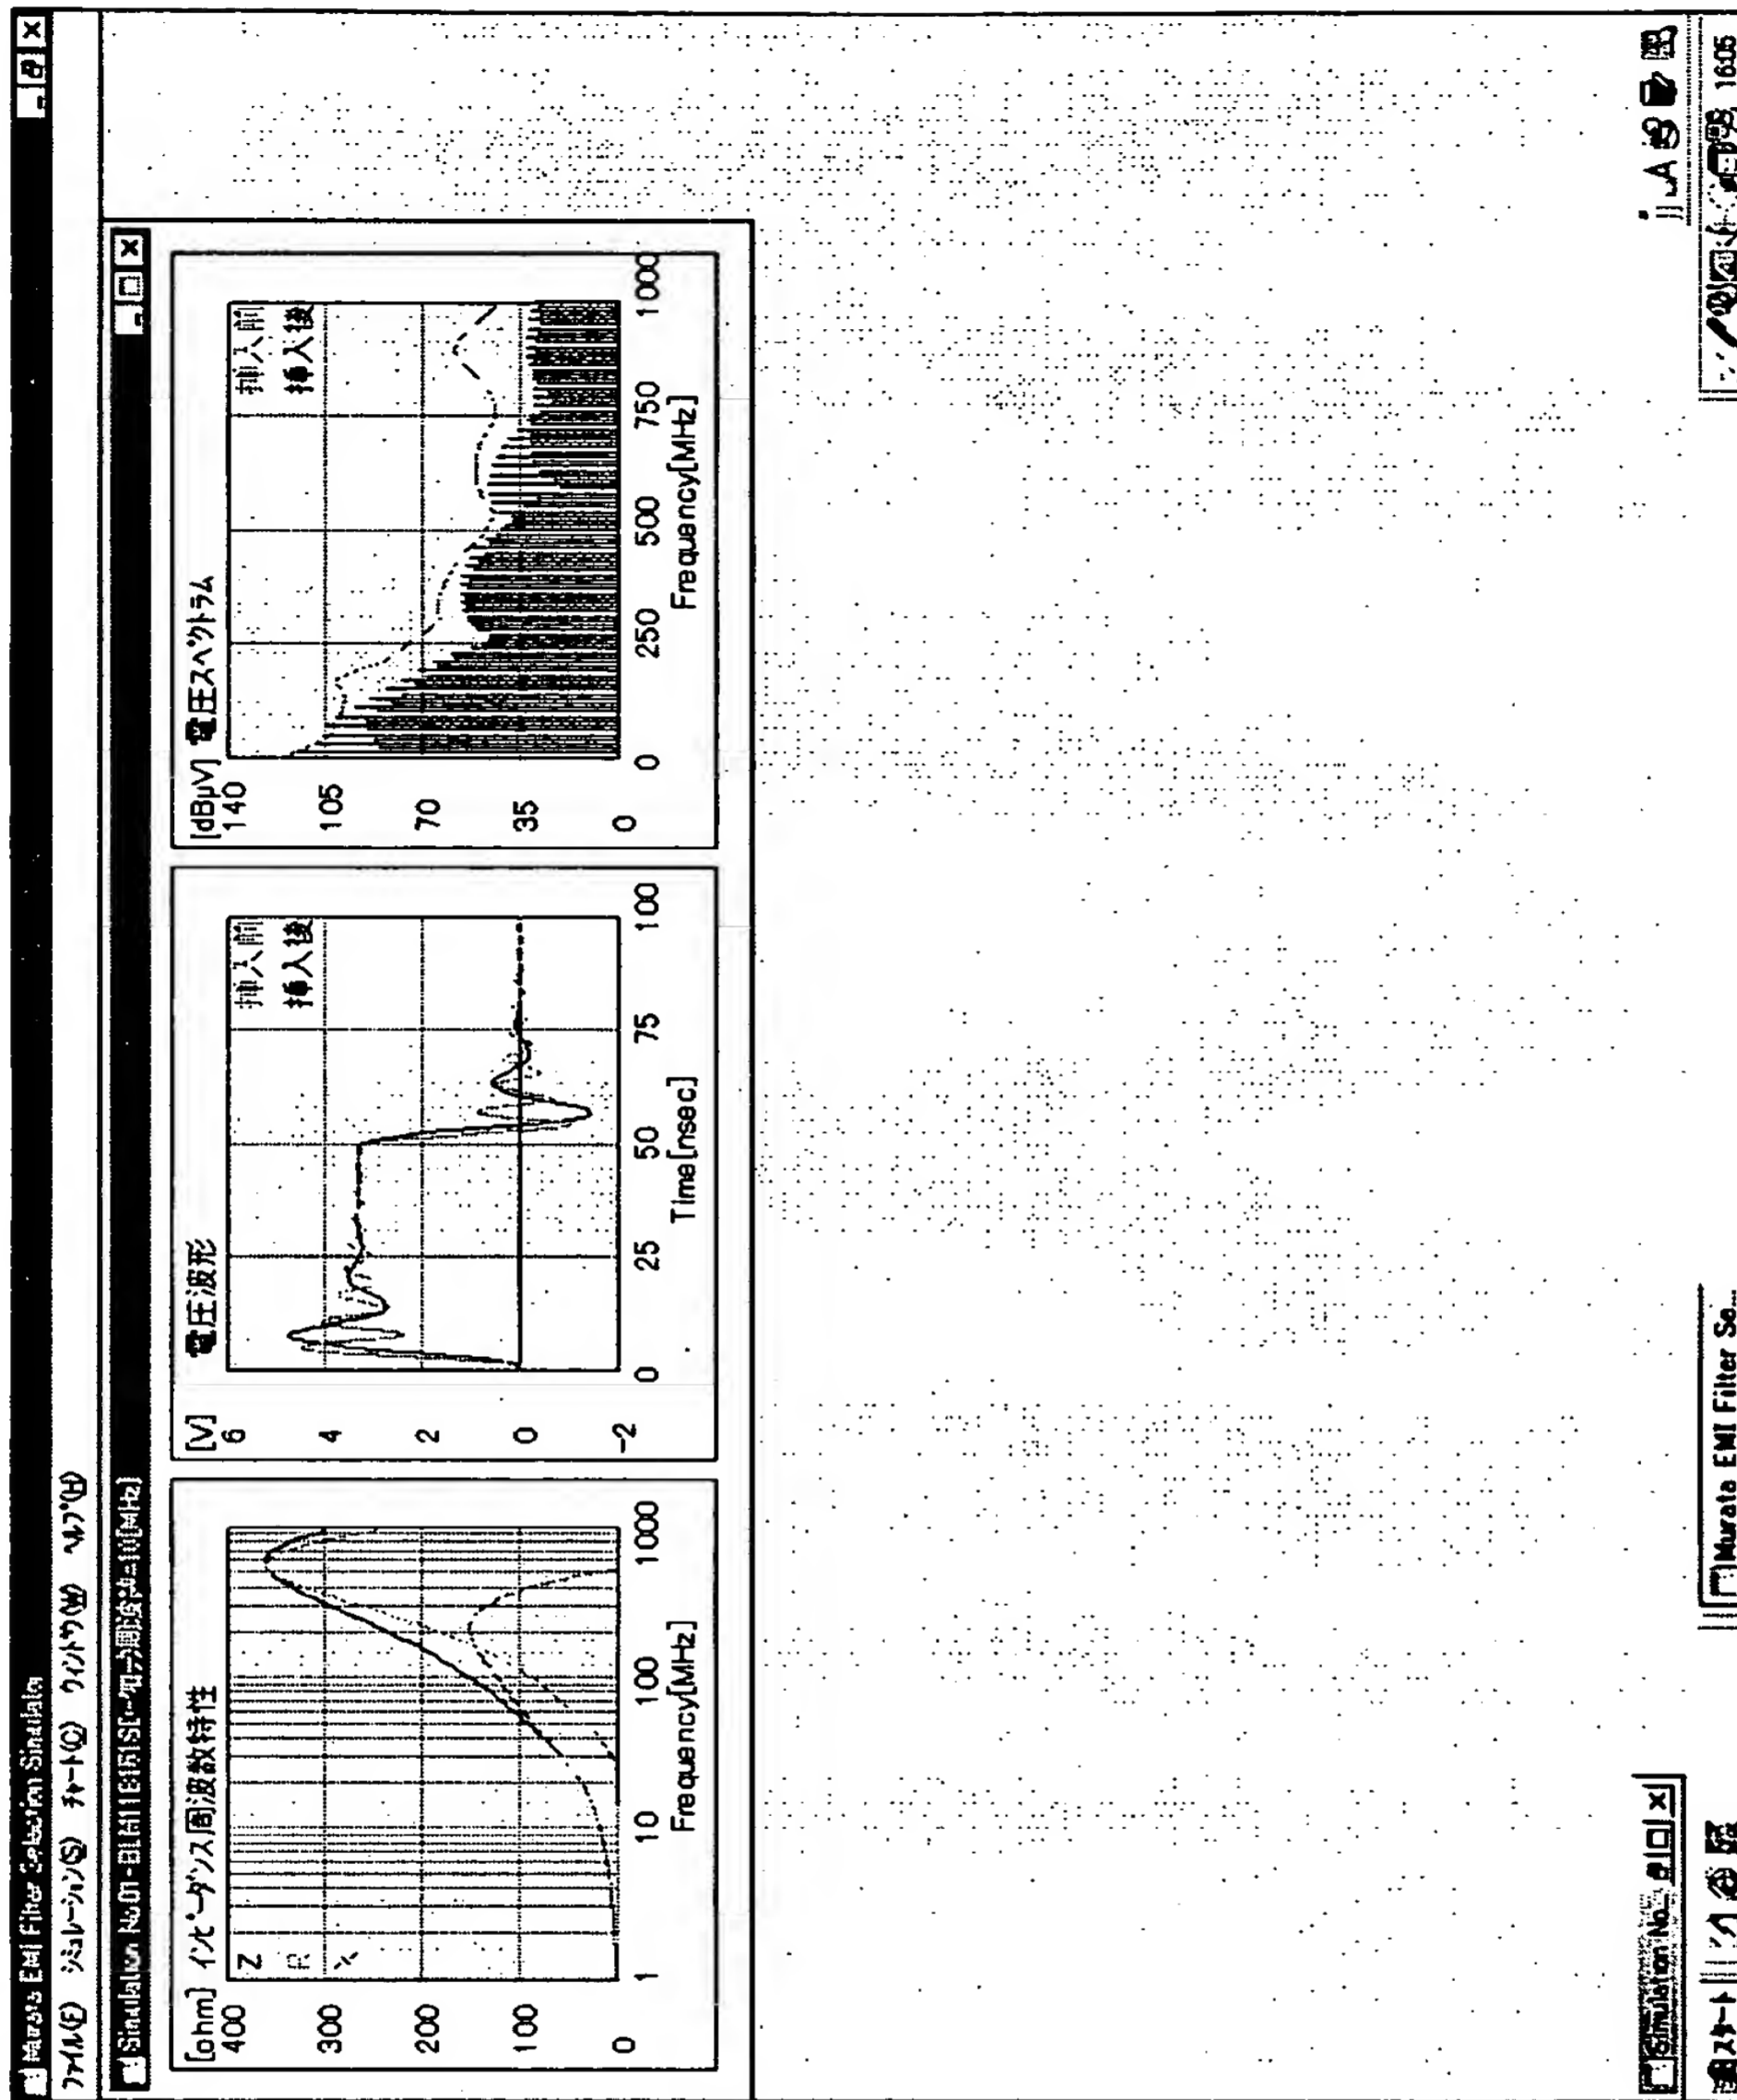 Murata EMI Filter Selection Simulator
ファイル(F) シミュレーション(S) チャート(C) ウィンドウ(W) ヘルプ(H)
Simulation No.01 -
[ohm] インピーダンス周波数特性
400
300
200
100
0
Z
R
X
1 10 100 1000
Frequency[MHz]
[V] 電圧波形
6
4
2
0
-2
挿入前
挿入後
0 25 50 75 100
Time[nsec]
[dBμV] 電圧スペクトラム
140
105
70
35
0
挿入前
挿入後
0 250 500 750 1000
Frequency[MHz]
Simulation No...
スタート
Murata EMI Filter Se...
16:05